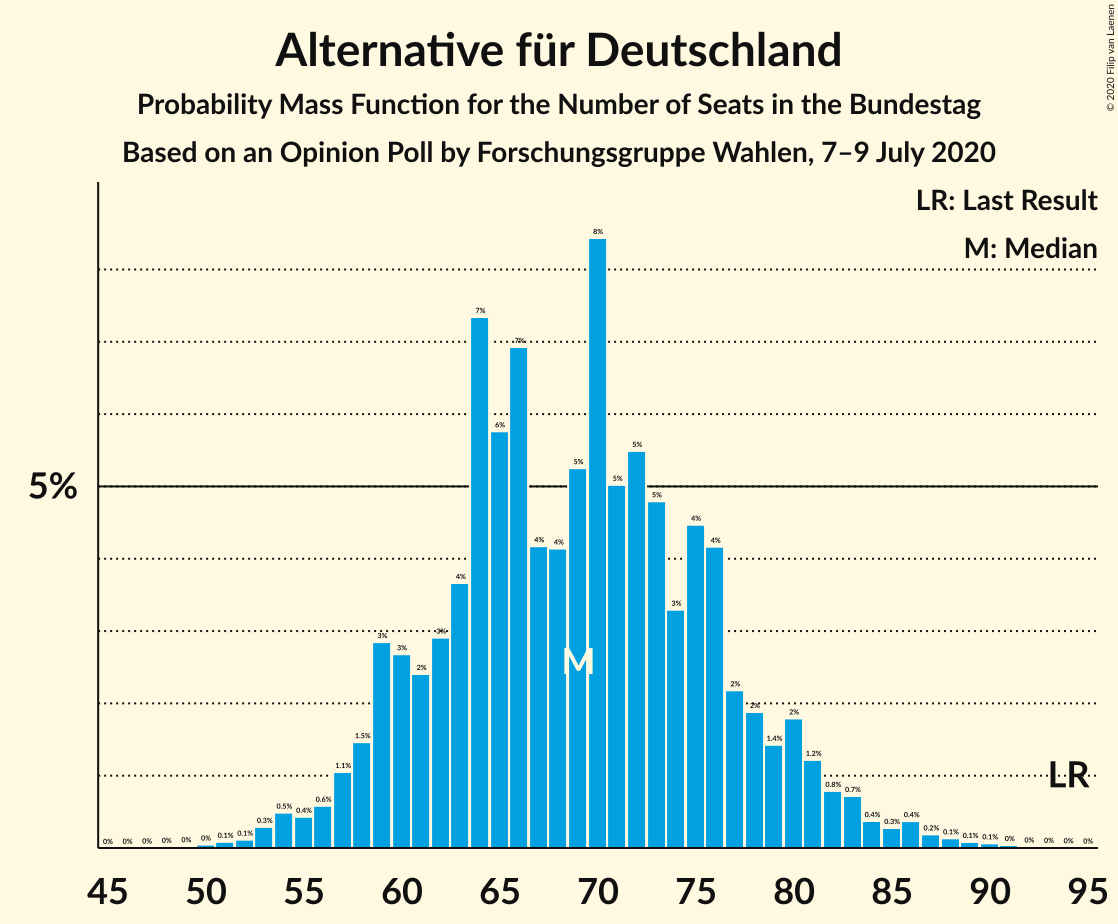 Alternative für Deutschland
Probability Mass Function for the Number of Seats in the Bundestag
Based on an Opinion Poll by Forschungsgruppe Wahlen, 7–9 July 2020
© 2020 Filip van Laenen
LR: Last Result
M: Median
5%
0% 0% 0% 0% 0% 0% 0.1% 0.1% 0.3% 0.5% 0.4% 0.6% 1.1% 1.5% 3% 3% 2% 3% 4% 7% 6% 7% 4% 4% 5% 8% 5% 5% 5% 3% 4% 4% 2% 2% 1.4% 2% 1.2% 0.8% 0.7% 0.4% 0.3% 0.4% 0.2% 0.1% 0.1% 0.1% 0% 0% 0% 0% 0%
M
LR
45 50 55 60 65 70 75 80 85 90 95